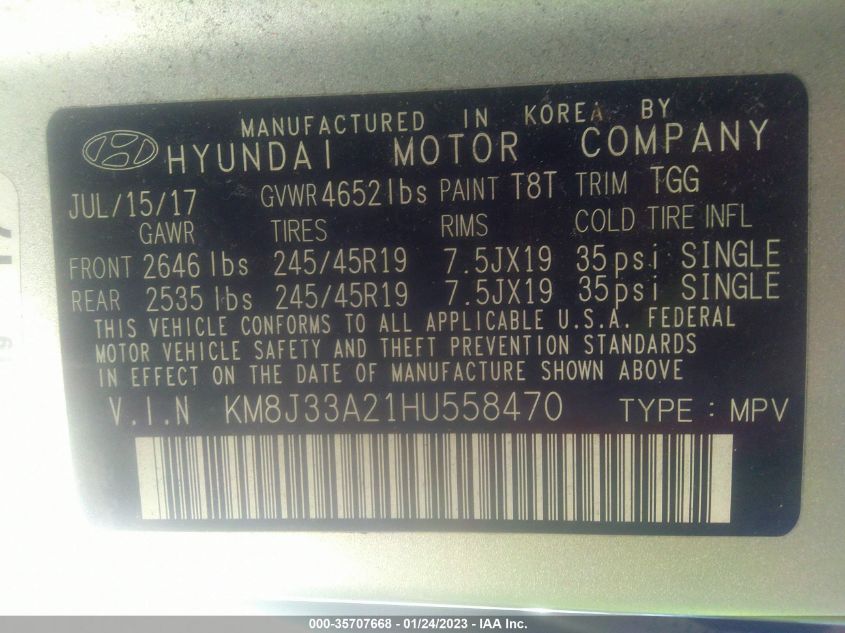 MANUFACTURED IN KOREA BY
HYUNDAI MOTOR COMPANY
JUL/15/17 GVWR 4652 lbs PAINT T8T TRIM TGG
GAWR TIRES RIMS COLD TIRE INFL
FRONT 2646 lbs 245/45R19 7.5JX19 35psi SINGLE
REAR 2535 lbs 245/45R19 7.5JX19 35psi SINGLE
THIS VEHICLE CONFORMS TO ALL APPLICABLE U.S.A. FEDERAL
MOTOR VEHICLE SAFETY AND THEFT PREVENTION STANDARDS
IN EFFECT ON THE DATE OF MANUFACTURE SHOWN ABOVE
V.I.N KM8J33A21HU558470 TYPE : MPV
000-35707668 - 01/24/2023 - IAA Inc.